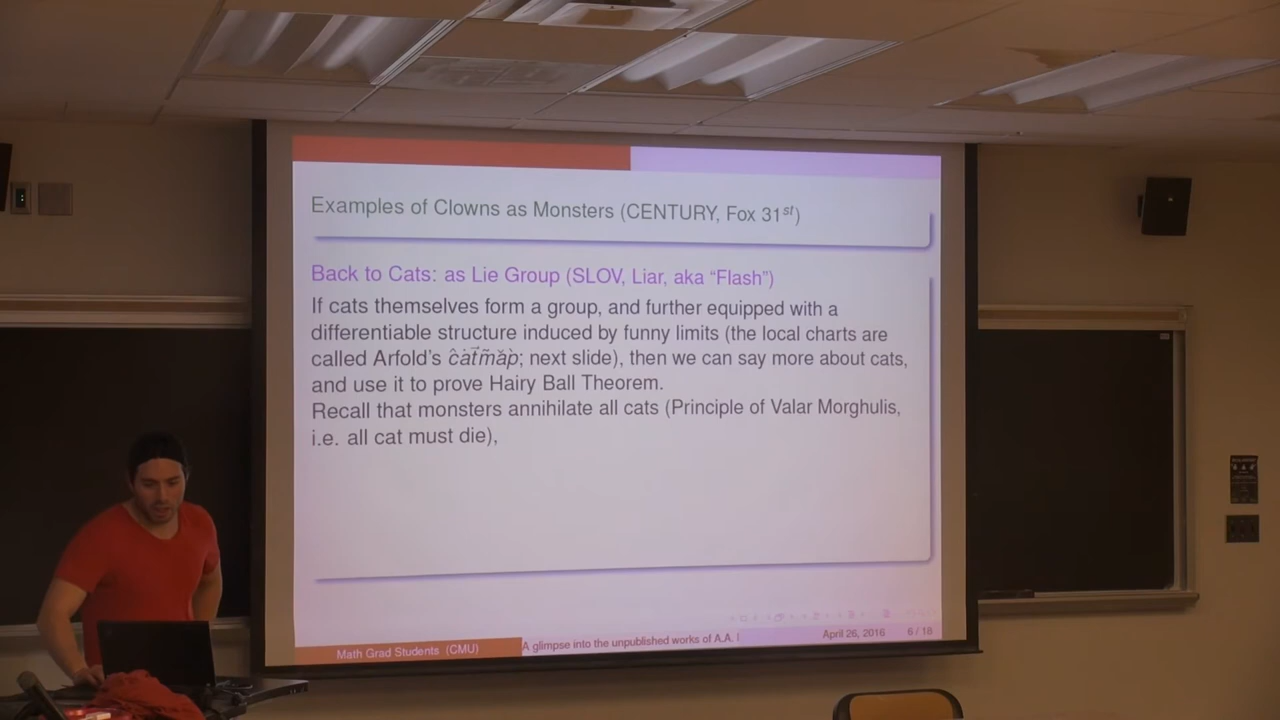 Examples of Clowns as Monsters (CENTURY, Fox 31st)
Back to Cats: as Lie Group (SLOV, Liar, aka “Flash”)
If cats themselves form a group, and further equipped with a
differentiable structure induced by funny limits (the local charts are
called Arfold's ĉȧt⃗m̃ăp̀; next slide), then we can say more about cats,
and use it to prove Hairy Ball Theorem.
Recall that monsters annihilate all cats (Principle of Valar Morghulis,
i.e. all cat must die),
Math Grad Students (CMU)
A glimpse into the unpublished works of A.A. I
April 26, 2016
6 / 18